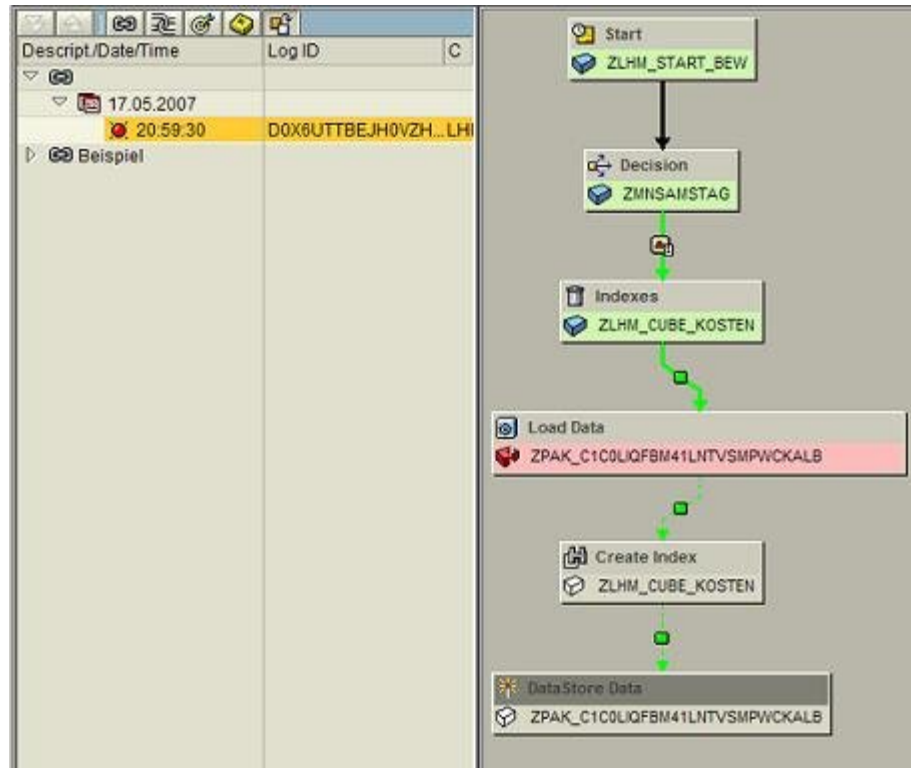 Descript./Date/Time Log ID C
17.05.2007
20:59:30 D0X6UTTBEJH0VZH... LHI
Beispiel
Start
ZLHM_START_BEW
Decision
ZMNSAMSTAG
Indexes
ZLHM_CUBE_KOSTEN
Load Data
ZPAK_C1C0LIQFBM41LNTVSMPWCKALB
Create Index
ZLHM_CUBE_KOSTEN
DataStore Data
ZPAK_C1C0LIQFBM41LNTVSMPWCKALB